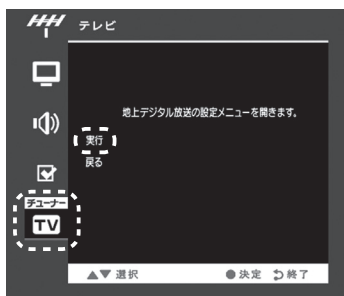 テレビ
地上デジタル放送の設定メニューを開きます。
実行
戻る
チューナー
TV
▲▼ 選択 ●決定 ⮌終了